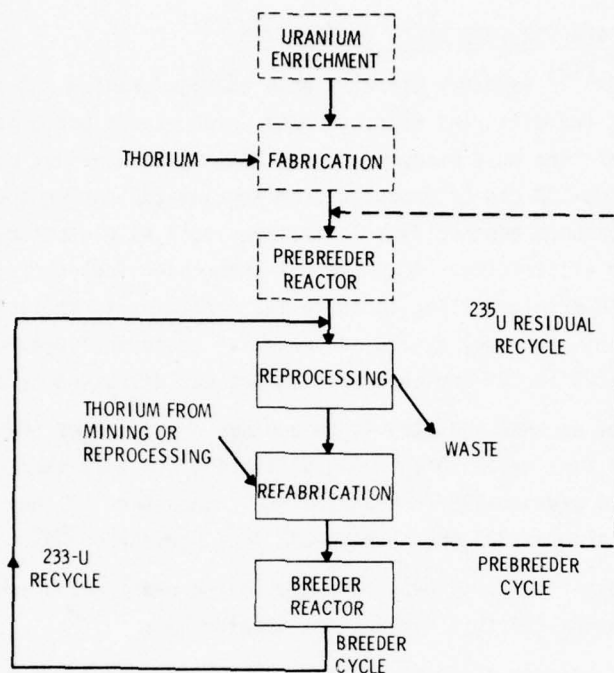 URANIUM
ENRICHMENT
THORIUM
FABRICATION
PREBREEDER
REACTOR
235U RESIDUAL
RECYCLE
REPROCESSING
THORIUM FROM
MINING OR
REPROCESSING
WASTE
REFABRICATION
233-U
RECYCLE
PREBREEDER
CYCLE
BREEDER
REACTOR
BREEDER
CYCLE